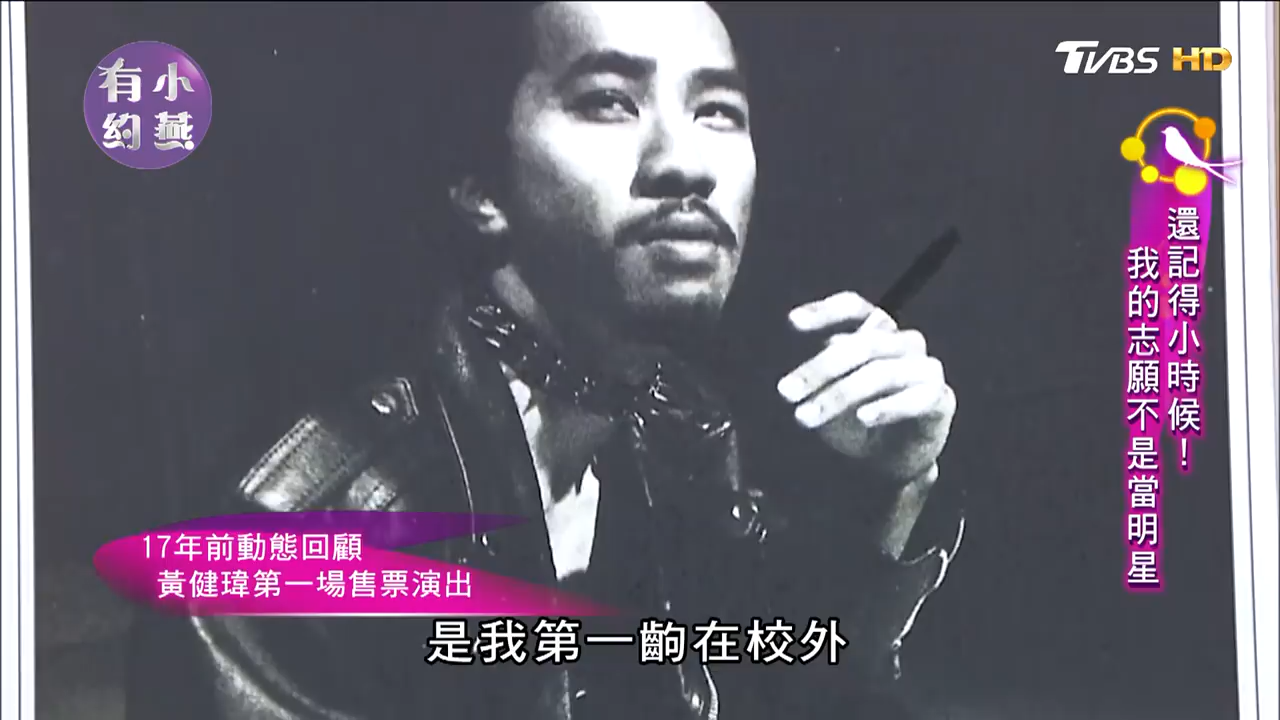 小燕
有約
TVBS HD
還記得小時候！
我的志願不是當明星
17年前動態回顧
黃健瑋第一場售票演出
是我第一齣在校外